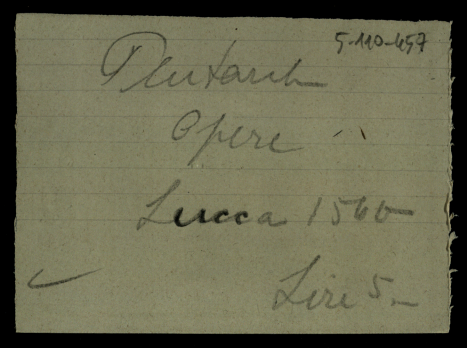 5-110-457
Plutarch
Opere
Lucca 1560
Lire 5.-